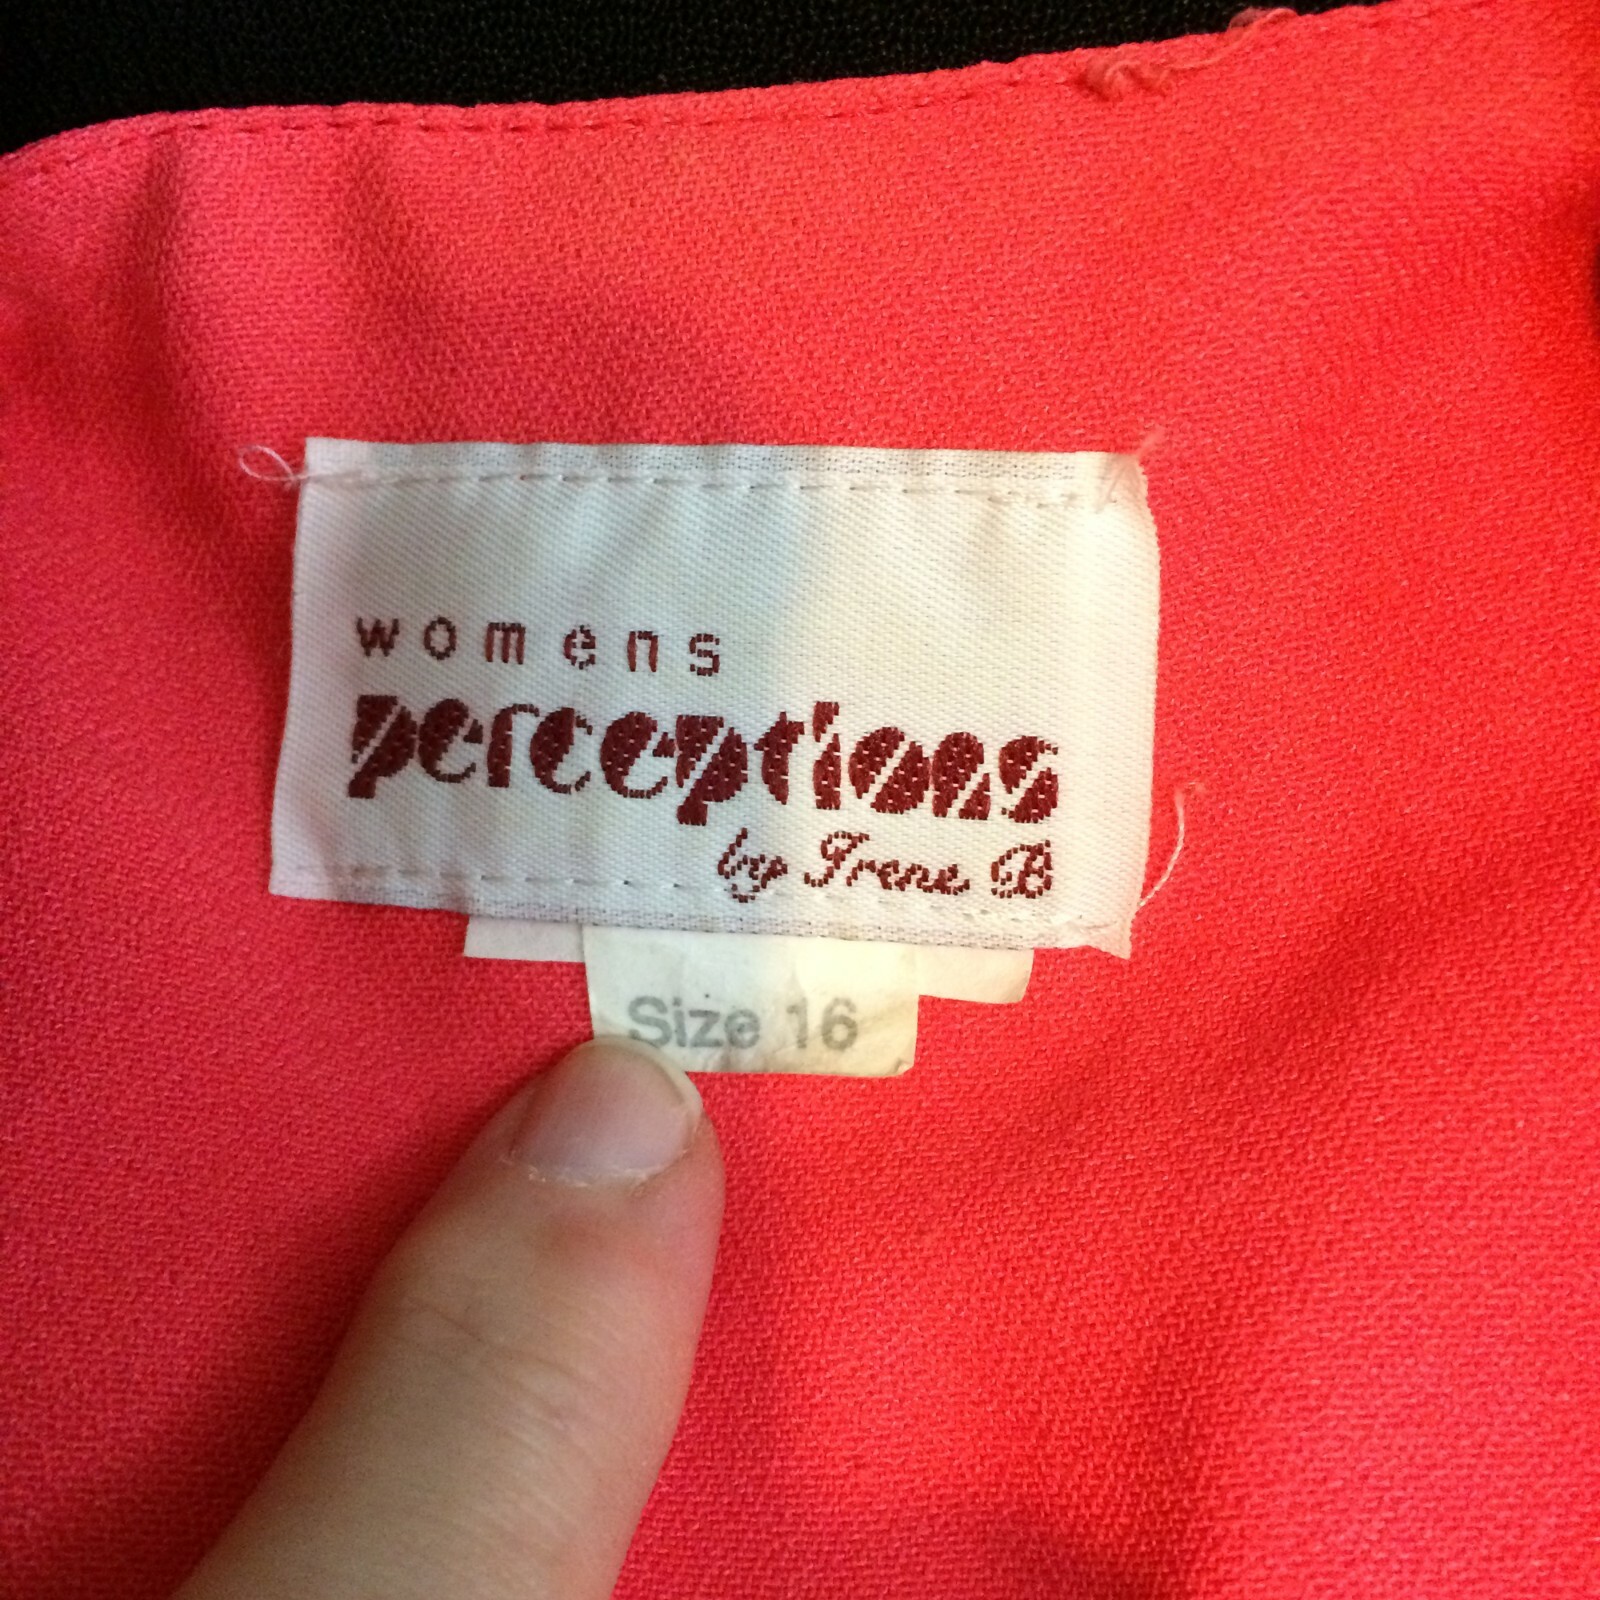 womens
perceptions
by Irene B
Size 16